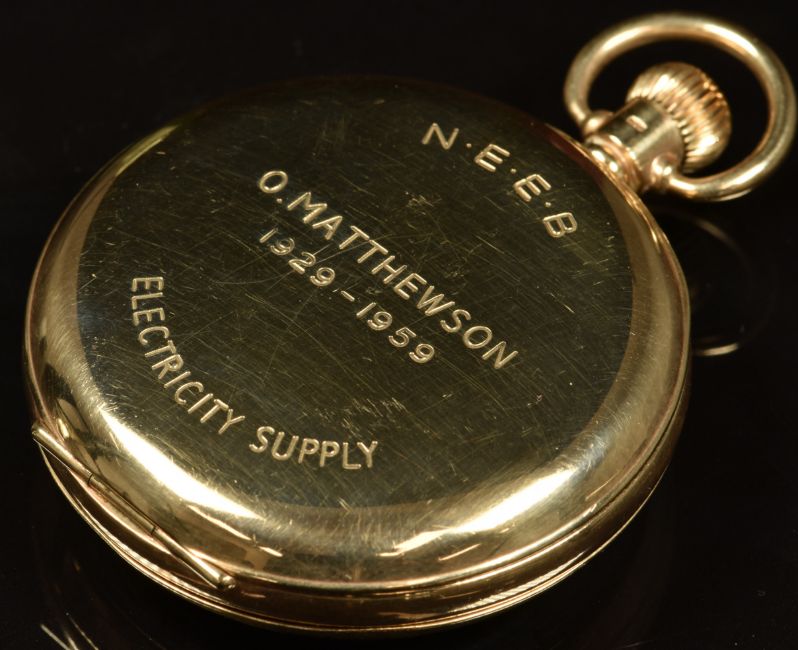 N·E·E·B
O.MATTHEWSON
1929-1959
ELECTRICITY SUPPLY